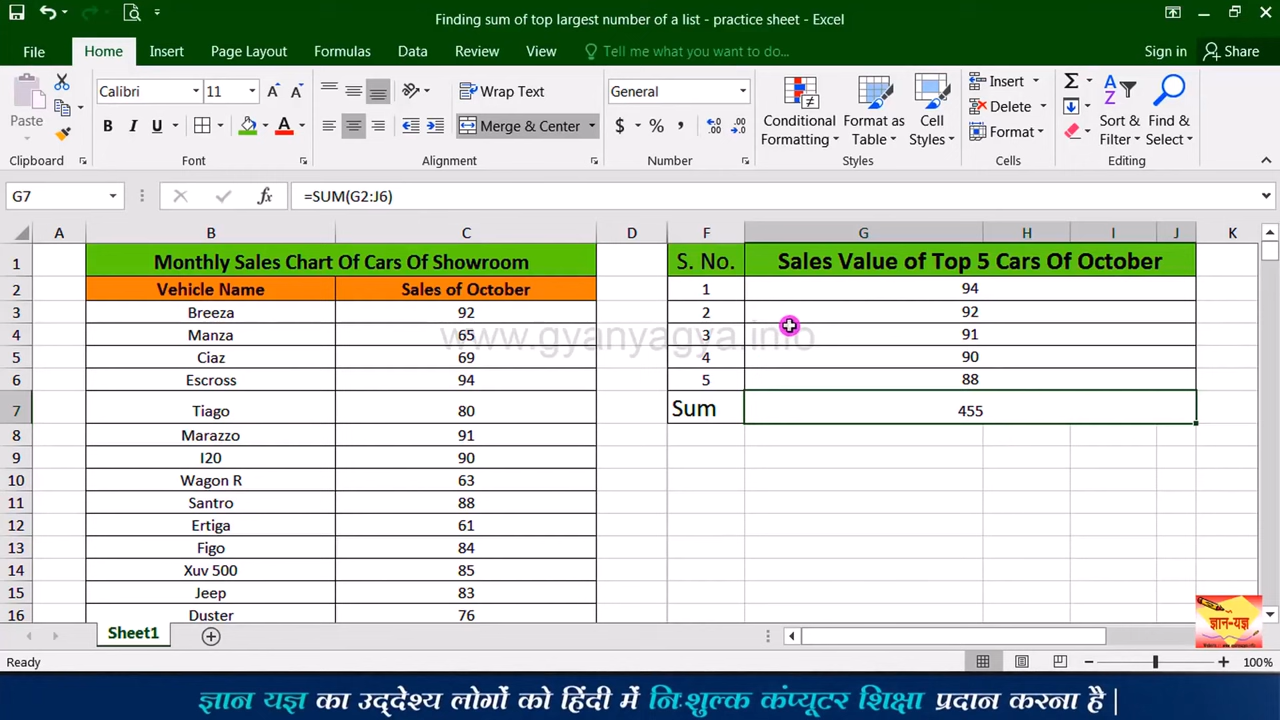 Finding sum of top largest number of a list - practice sheet - Excel
File Home Insert Page Layout Formulas Data Review View Tell me what you want to do... Sign in Share
Calibri 11 Wrap Text General Insert
Paste Merge & Center Conditional Formatting Format as Table Cell Styles Delete Format Sort & Filter Find & Select
Clipboard Font Alignment Number Styles Cells Editing
G7 fx =SUM(G2:J6)
A B C D F G H I J K
1 Monthly Sales Chart Of Cars Of Showroom S. No. Sales Value of Top 5 Cars Of October
2 Vehicle Name Sales of October 1 94
3 Breeza 92 2 92
4 Manza 65 3 91
www.gyanyagya.info
5 Ciaz 69 4 90
6 Escross 94 5 88
7 Tiago 80 Sum 455
8 Marazzo 91
9 I20 90
10 Wagon R 63
11 Santro 88
12 Ertiga 61
13 Figo 84
14 Xuv 500 85
15 Jeep 83
16 Duster 76
ज्ञान-यज्ञ
Sheet1
Ready 100%
ज्ञान यज्ञ का उद्देश्य लोगों को हिंदी में निःशुल्क कंप्यूटर शिक्षा प्रदान करना है |